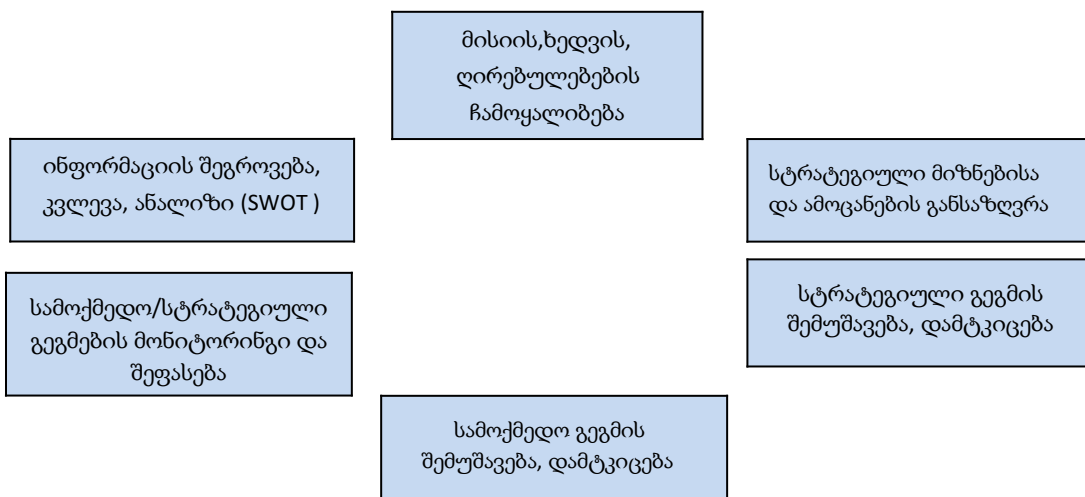 მისიის,ხედვის,
ღირებულებების
ჩამოყალიბება
ინფორმაციის შეგროვება,
კვლევა, ანალიზი (SWOT )
სტრატეგიული მიზნებისა
და ამოცანების განსაზღვრა
სამოქმედო/სტრატეგიული
გეგმების მონიტორინგი და
შეფასება
სტრატეგიული გეგმის
შემუშავება, დამტკიცება
სამოქმედო გეგმის
შემუშავება, დამტკიცება